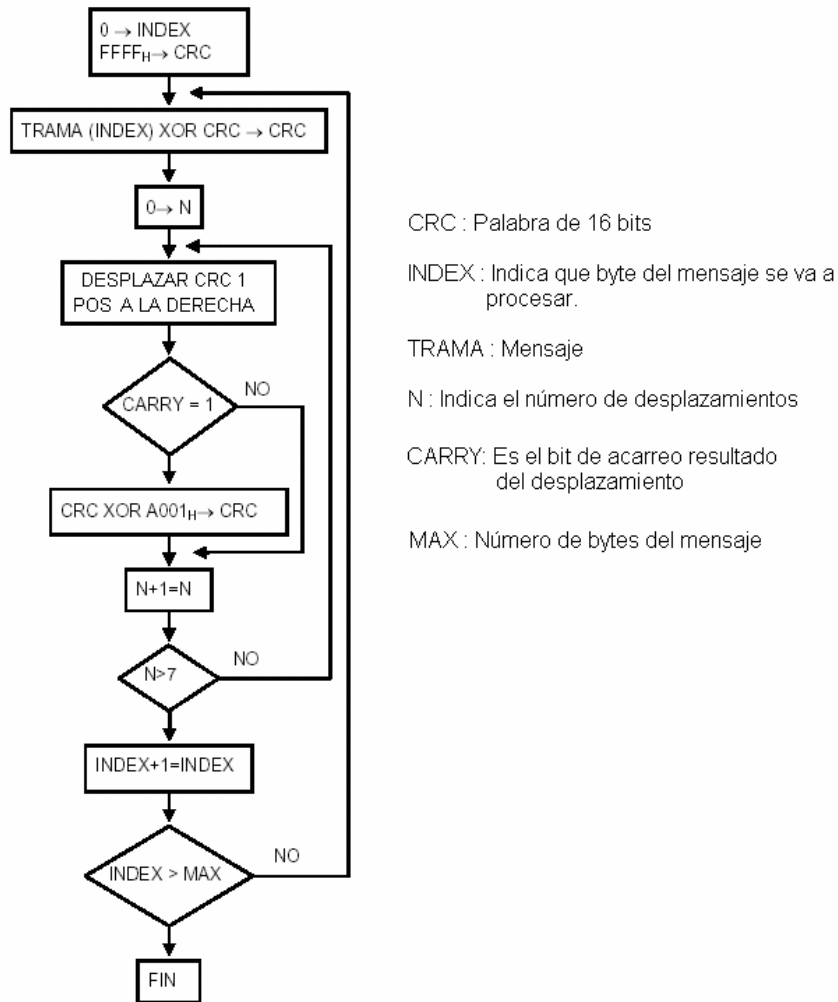 0 → INDEX
FFFFH→ CRC
TRAMA (INDEX) XOR CRC → CRC
0→ N
DESPLAZAR CRC 1
POS A LA DERECHA
CARRY = 1
NO
CRC XOR A001H→ CRC
N+1=N
N>7
NO
INDEX+1=INDEX
INDEX > MAX
NO
FIN
CRC : Palabra de 16 bits
INDEX : Indica que byte del mensaje se va a
procesar.
TRAMA : Mensaje
N : Indica el número de desplazamientos
CARRY: Es el bit de acarreo resultado
del desplazamiento
MAX : Número de bytes del mensaje